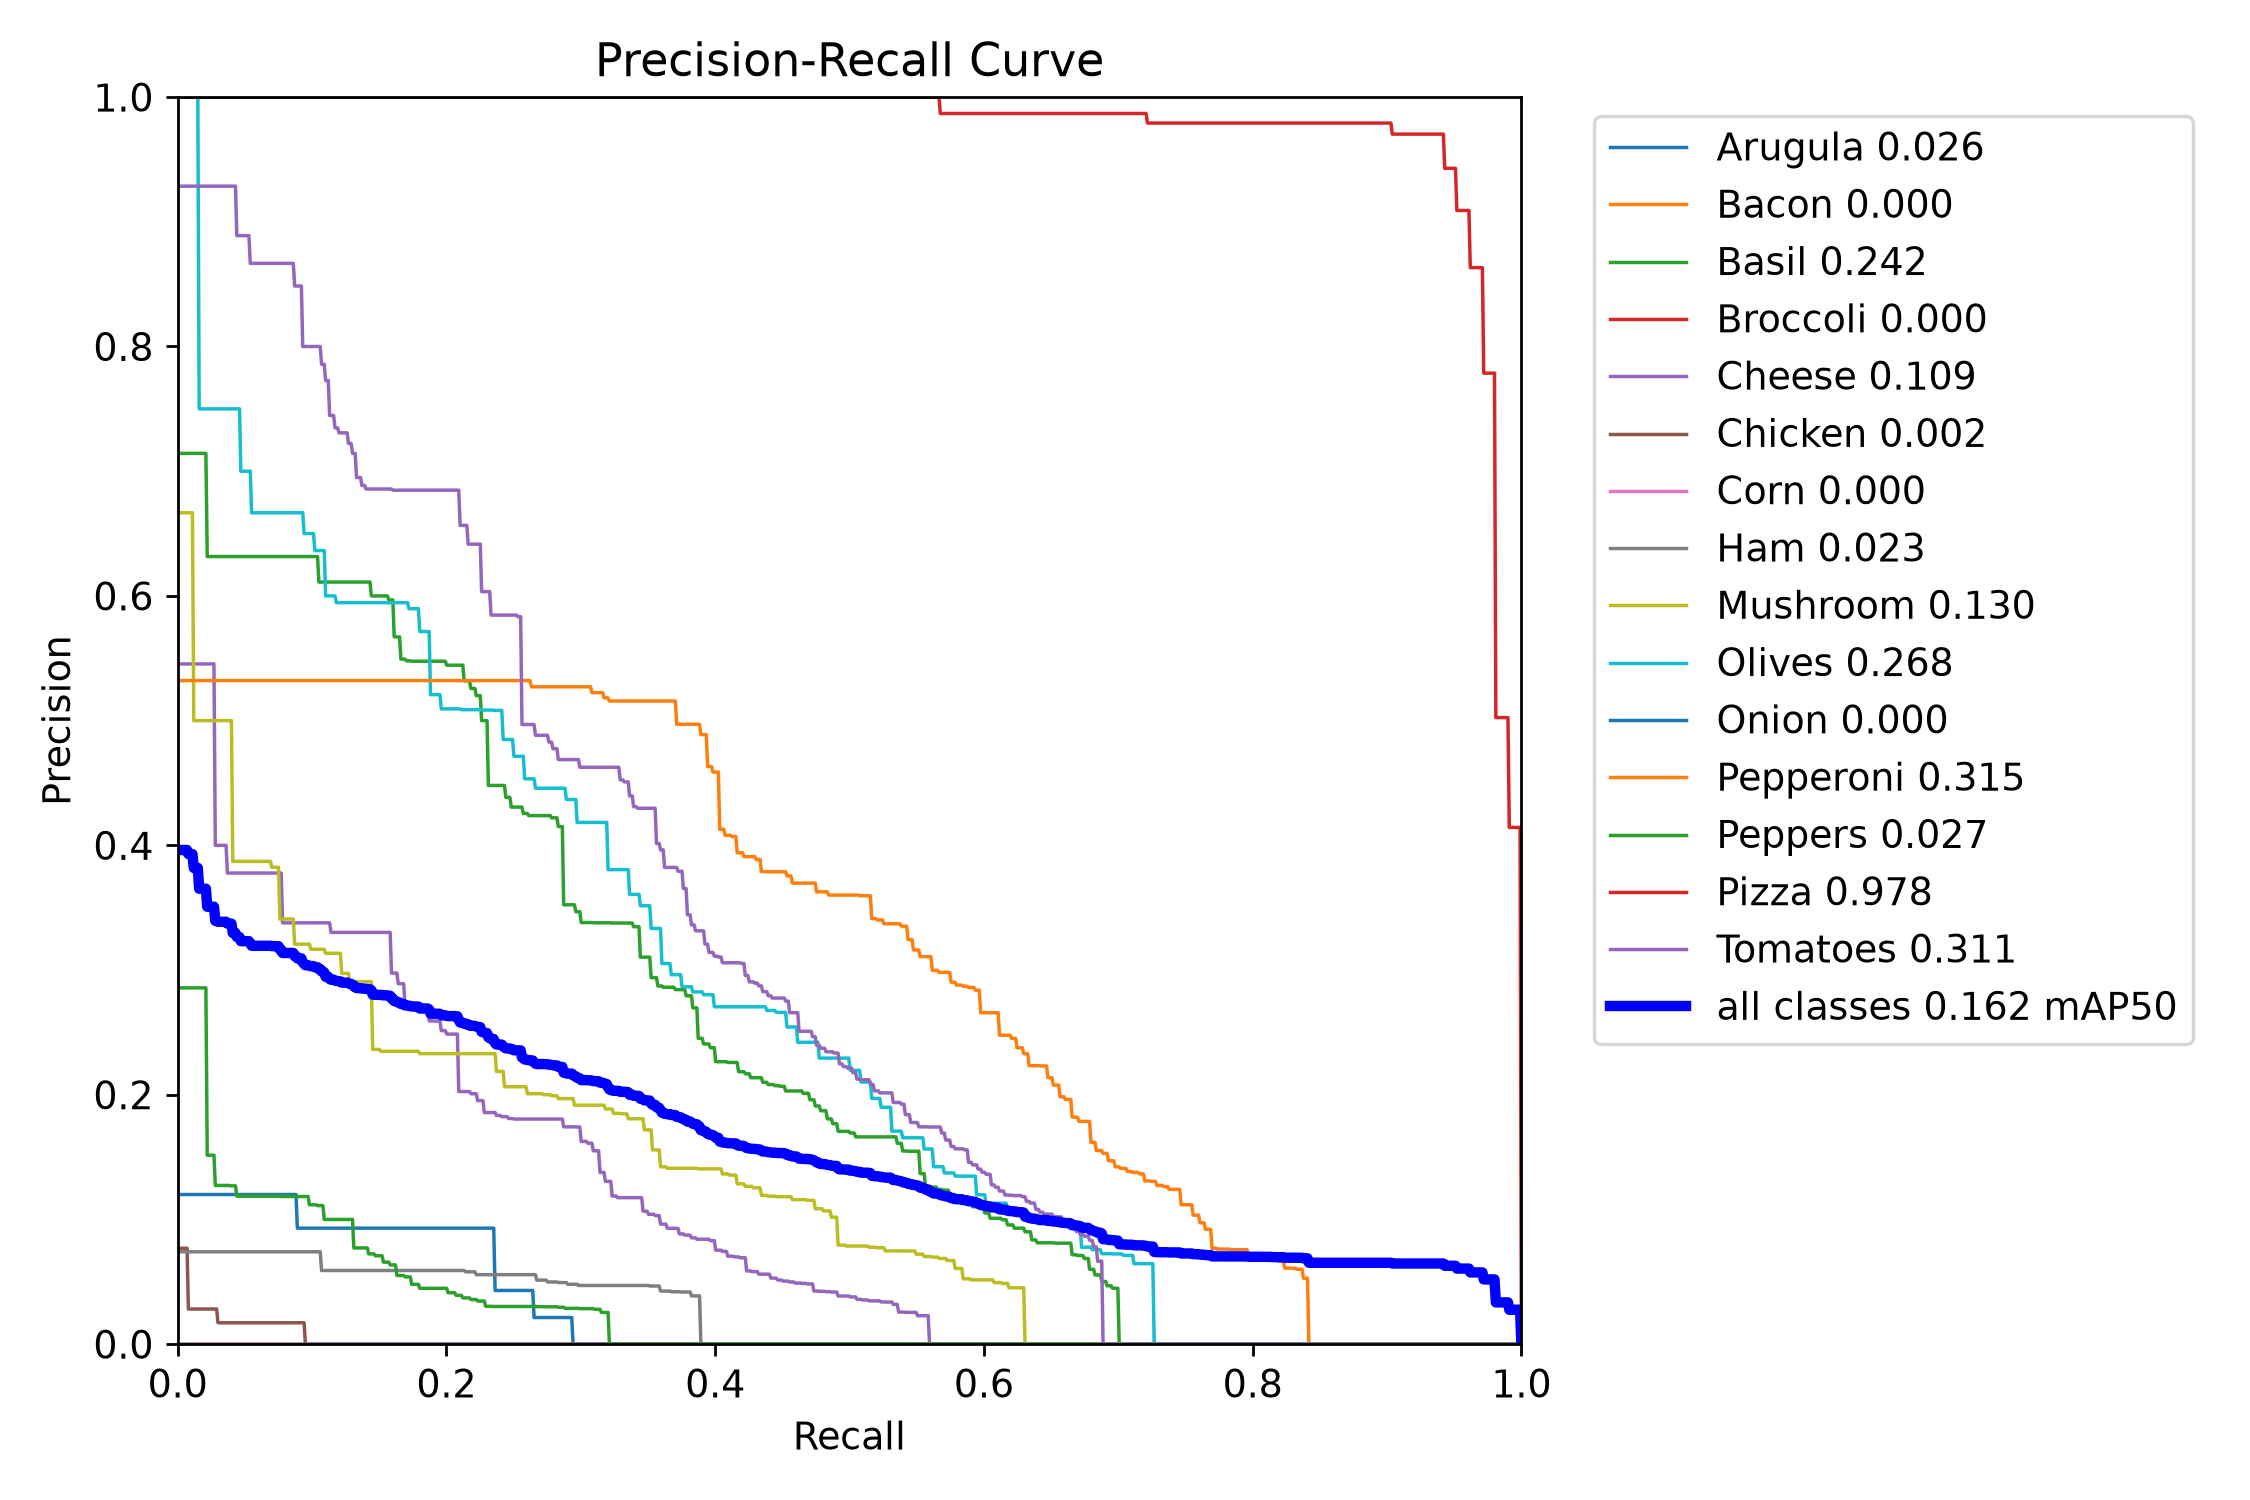 Precision-Recall Curve
1.0
0.8
0.6
0.4
0.2
0.0
Precision
0.0 0.2 0.4 0.6 0.8 1.0
Recall
Arugula 0.026
Bacon 0.000
Basil 0.242
Broccoli 0.000
Cheese 0.109
Chicken 0.002
Corn 0.000
Ham 0.023
Mushroom 0.130
Olives 0.268
Onion 0.000
Pepperoni 0.315
Peppers 0.027
Pizza 0.978
Tomatoes 0.311
all classes 0.162 mAP50